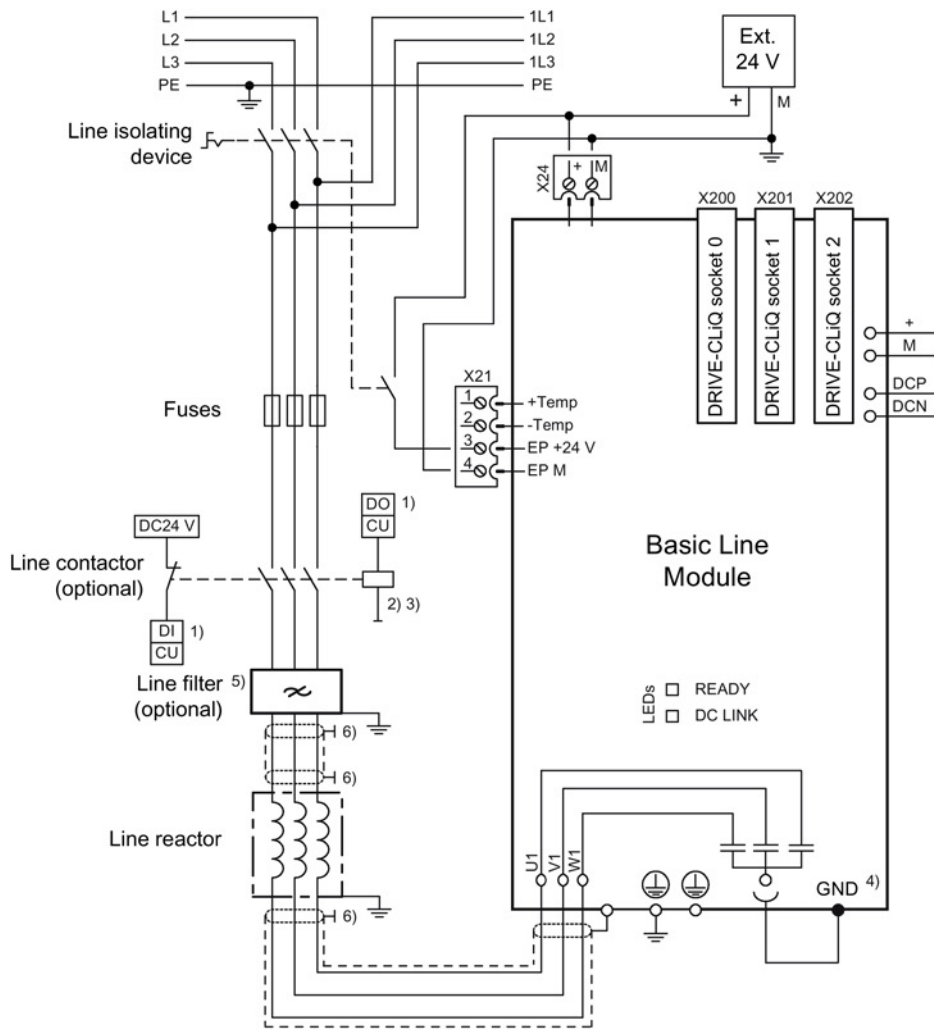 L1
1L1
L2
1L2
L3
1L3
PE
PE
Ext.
24 V
+
M
Line isolating
device
X24
+
M
X200
X201
X202
DRIVE-CLiQ socket 0
DRIVE-CLiQ socket 1
DRIVE-CLiQ socket 2
+
M
DCP
DCN
X21
1
+Temp
2
-Temp
3
EP +24 V
4
EP M
Fuses
DO
1)
CU
DC24 V
Line contactor
(optional)
2) 3)
DI
1)
CU
Basic Line
Module
Line filter 5)
(optional)
LEDs
READY
DC LINK
6)
6)
Line reactor
U1
V1
W1
GND 4)
6)